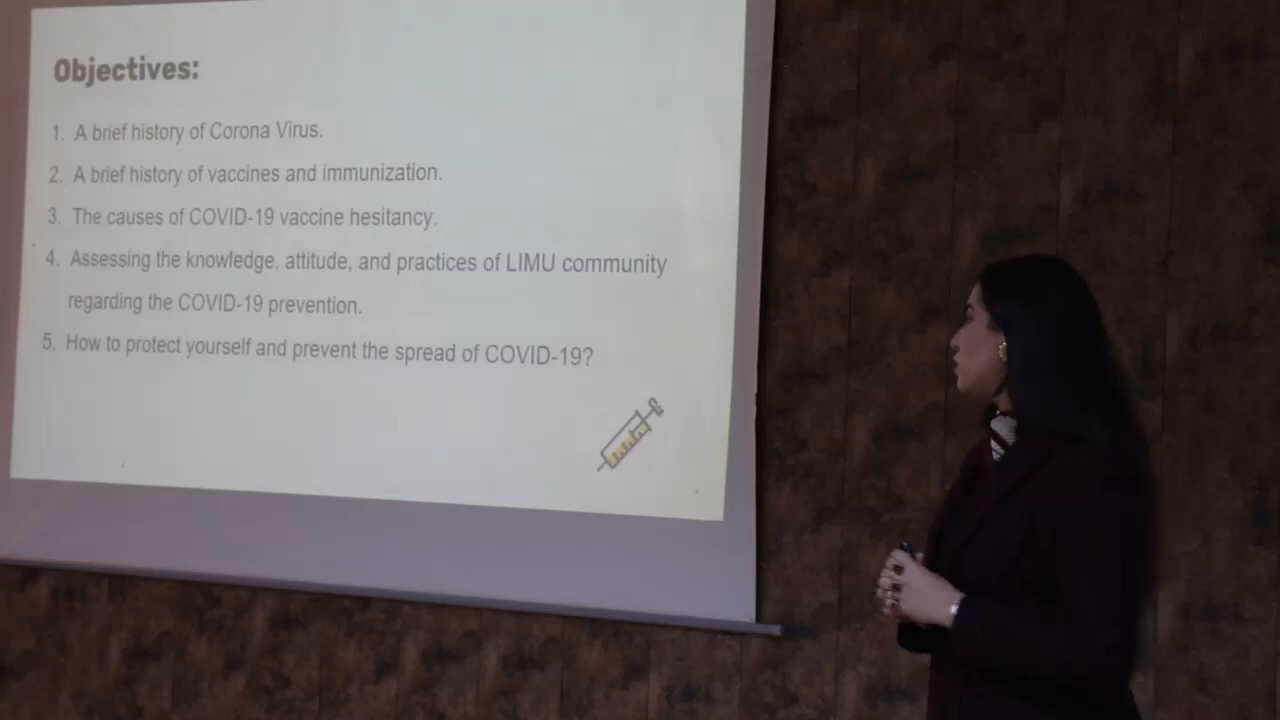 Objectives:
1. A brief history of Corona Virus.
2. A brief history of vaccines and immunization.
3. The causes of COVID-19 vaccine hesitancy.
4. Assessing the knowledge, attitude, and practices of LIMU community
regarding the COVID-19 prevention.
5. How to protect yourself and prevent the spread of COVID-19?